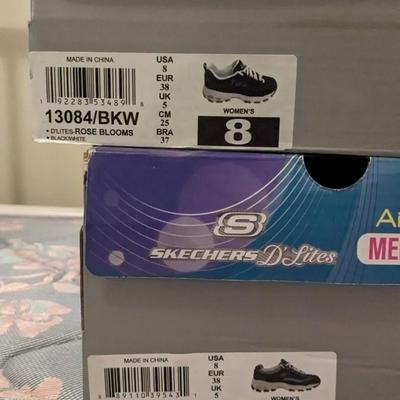 MADE IN CHINA
1 92283 53489 8
13084/BKW
• D'LITES-ROSE BLOOMS
• BLACK/WHITE
USA
8
EUR
38
UK
5
CM
25
BRA
37
WOMEN'S
8
S
SKECHERS D'Lites
MADE IN CHINA
89110 39543
USA
8
EUR
38
UK
5
WOMEN'S